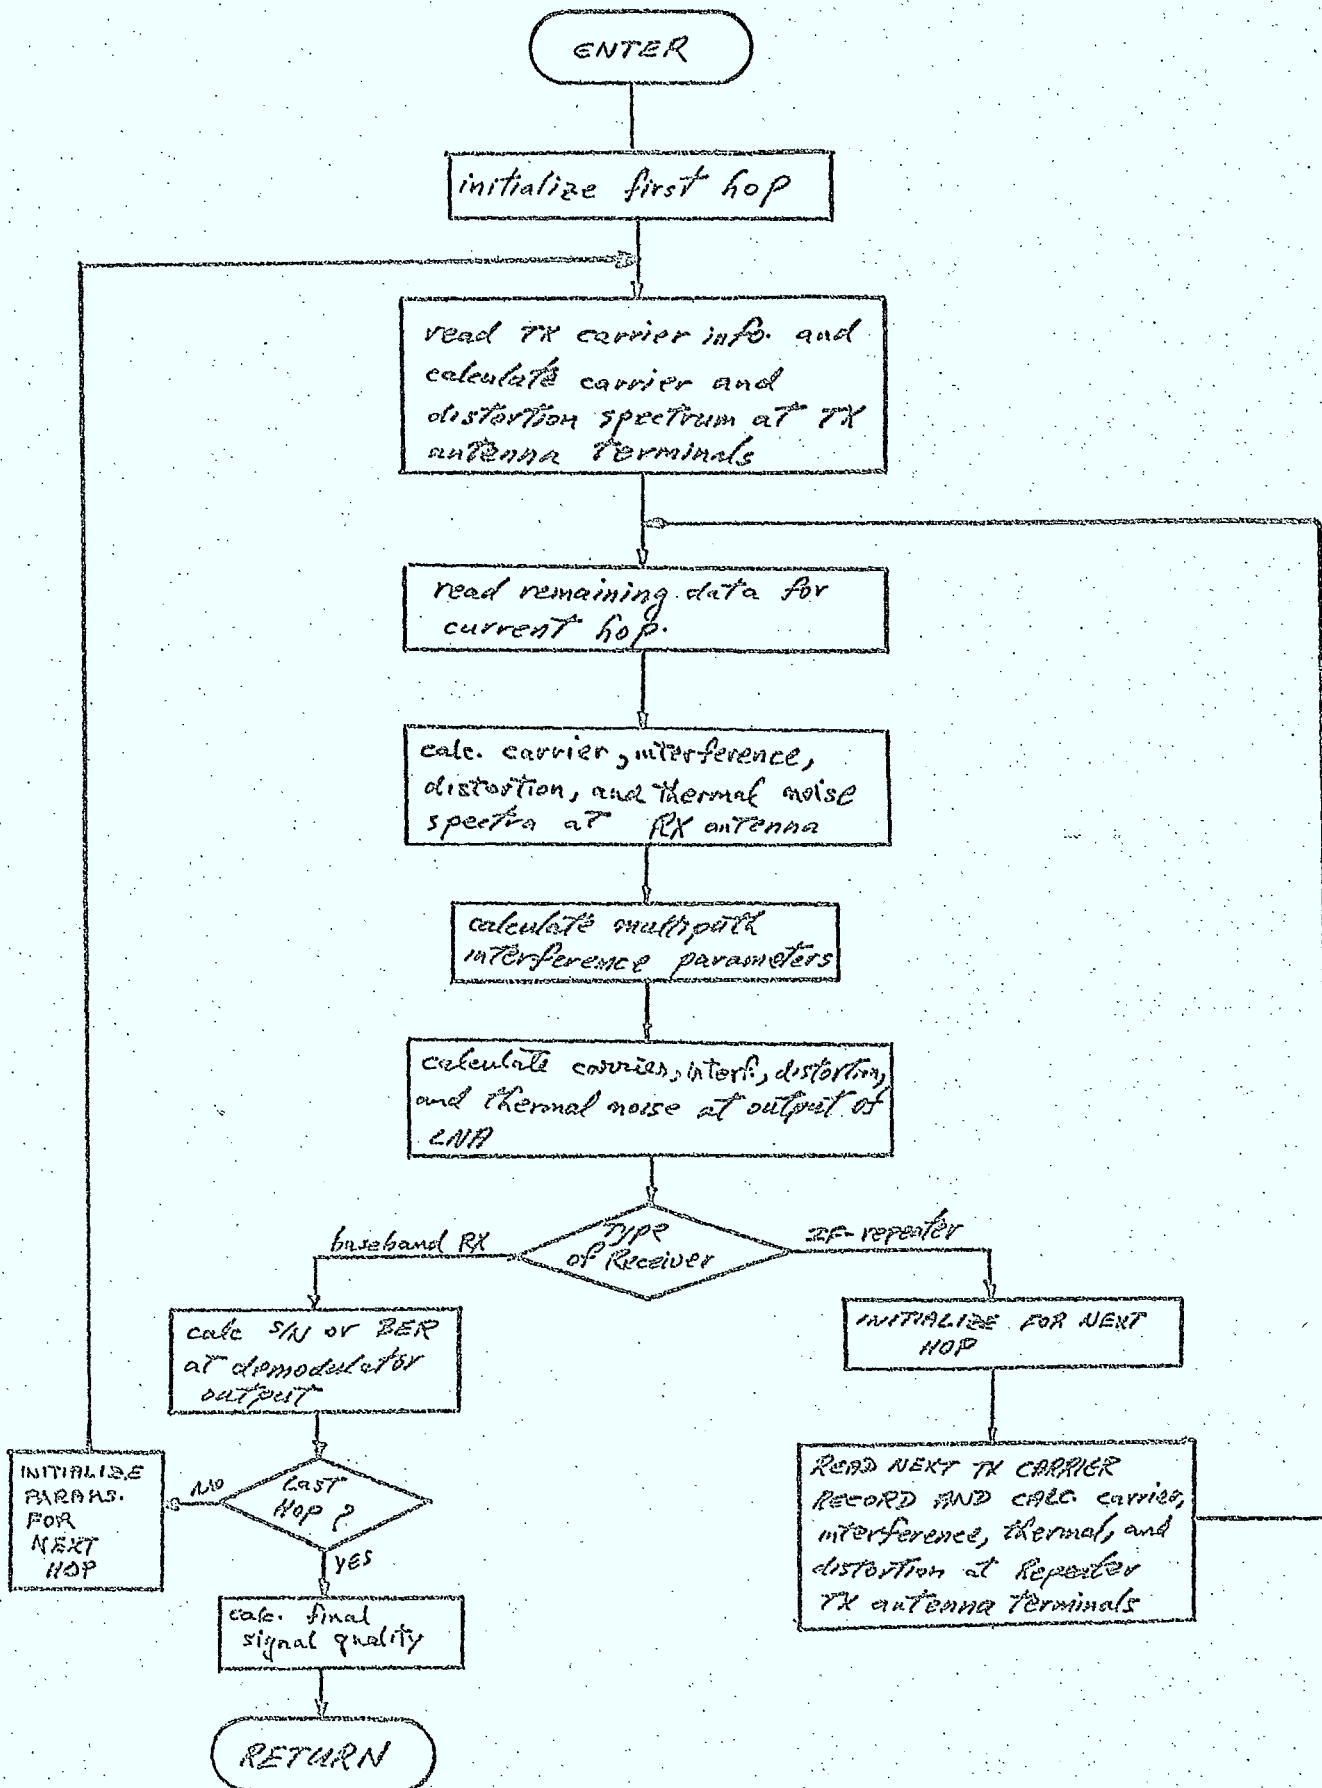 ENTER
initialize first hop
read TX carrier info. and
calculate carrier and
distortion spectrum at TX
antenna terminals
read remaining data for
current hop.
calc. carrier, interference,
distortion, and thermal noise
spectra at RX antenna
calculate multipath
interference parameters
calculate carrier, interf., distortion,
and thermal noise at output of
LNA
Type
of Receiver
baseband RX
IF-repeater
calc S/N or BER
at demodulator
output
INITIALIZE FOR NEXT
HOP
Last
Hop ?
NO
YES
INITIALIZE
PARAMS.
FOR
NEXT
HOP
READ NEXT TX CARRIER
RECORD AND CALC. carrier,
interference, thermal, and
distortion at Repeater
TX antenna terminals
calc. final
signal quality
RETURN